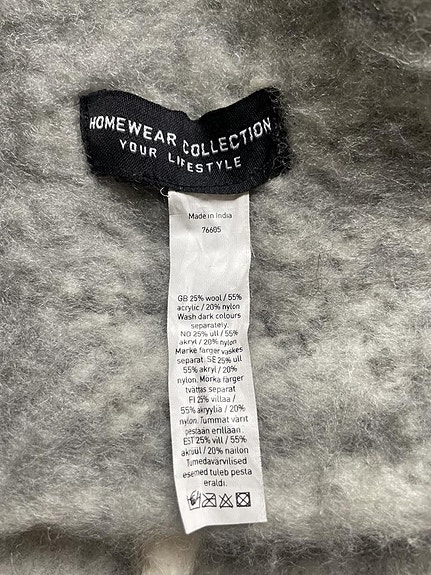 HOMEWEAR COLLECTION
YOUR LIFESTYLE
Made in India
76605
GB 25% wool / 55%
acrylic / 20% nylon
Wash dark colours
separately.
NO 25% ull / 55%
akryl / 20% nylon
Mørke farger vaskes
separat. SE 25% ull
55% akryl / 20%
nylon. Mörka färger
tvättas separat
FI 25% villaa /
55% akryyliä / 20%
nylon. Tummat värit
pestään erillään.
EST 25% vill / 55%
akrüül / 20% nailon
Tumedavärvilised
esemed tuleb pesta
eraldi.